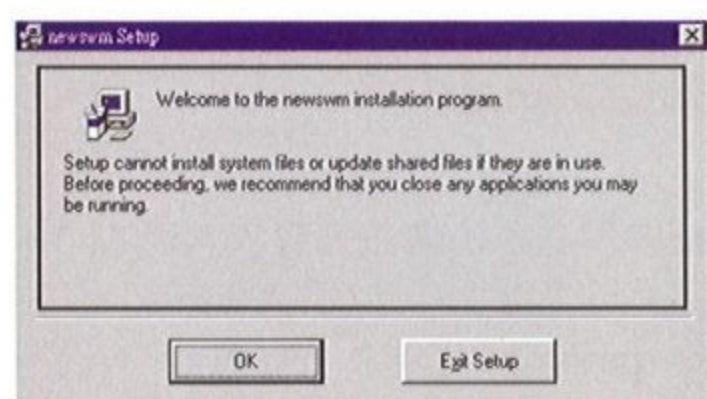 newswm Setup
Welcome to the newswm installation program.
Setup cannot install system files or update shared files if they are in use.
Before proceeding, we recommend that you close any applications you may
be running.
OK
Exit Setup